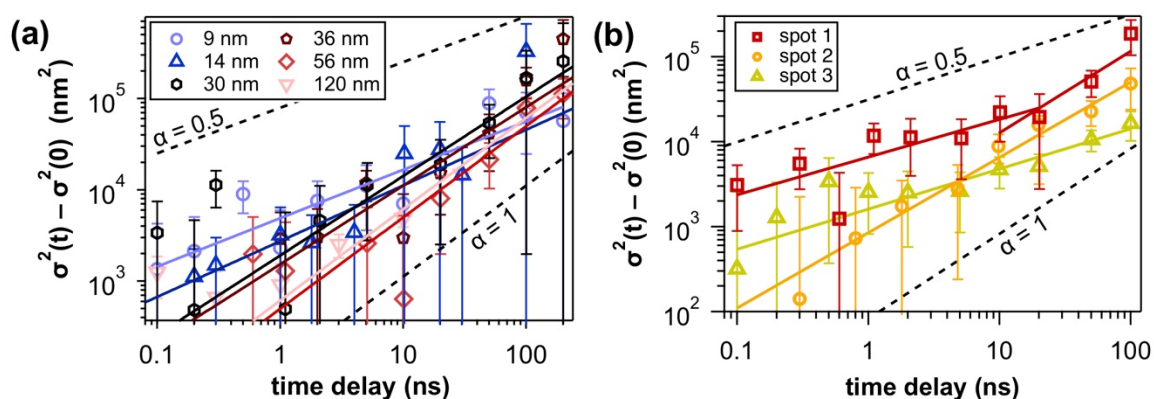 (a)
9 nm
14 nm
30 nm
36 nm
56 nm
120 nm
α = 0.5
α = 1
σ²(t) − σ²(0) (nm²)
10⁵
10⁴
10³
0.1
1
10
100
time delay (ns)
(b)
spot 1
spot 2
spot 3
α = 0.5
α = 1
σ²(t) − σ²(0) (nm²)
10⁵
10⁴
10³
10²
0.1
1
10
100
time delay (ns)